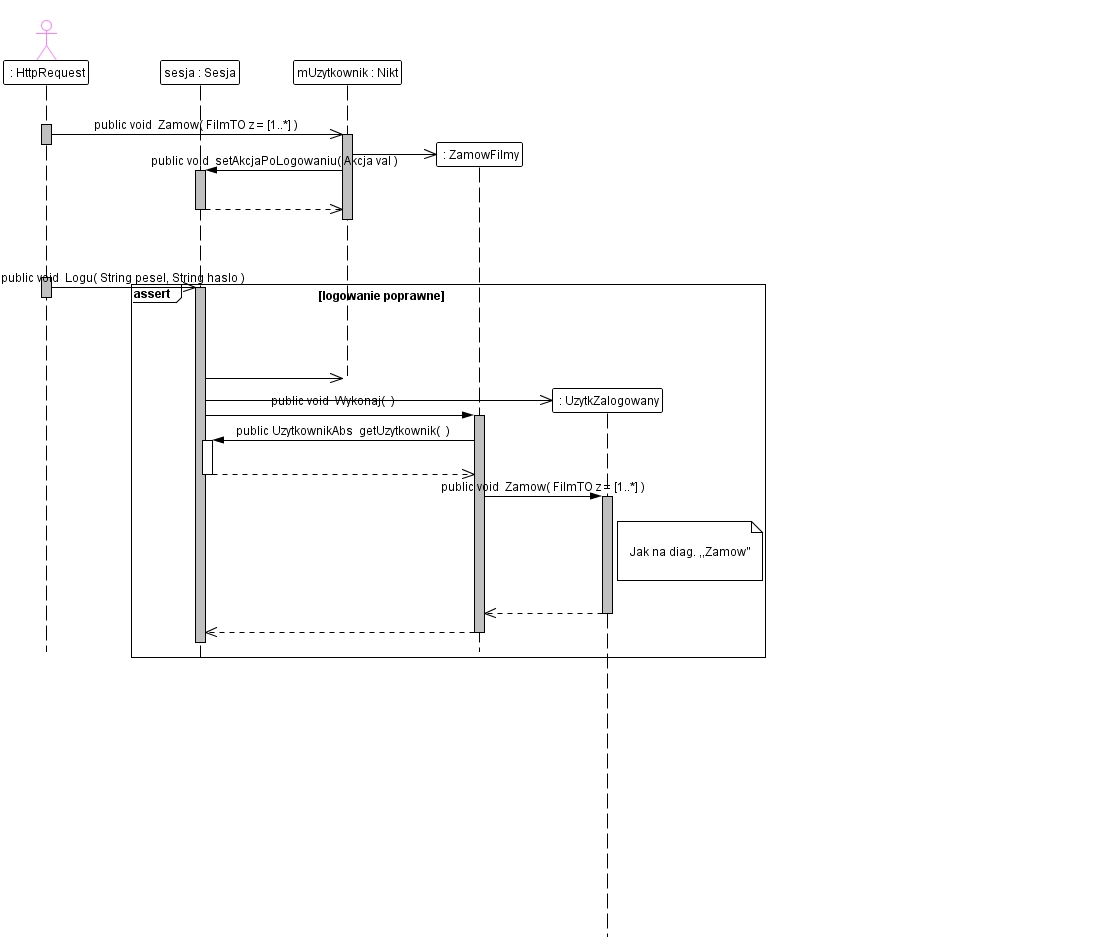 : HttpRequest
sesja : Sesja
mUzytkownik : Nikt
public void  Zamow( FilmTO z = [1..*] )
: ZamowFilmy
public void  setAkcjaPoLogowaniu( Akcja val )
public void  Logu( String pesel, String haslo )
assert
[logowanie poprawne]
: UzytkZalogowany
public void  Wykonaj(  )
public UzytkownikAbs  getUzytkownik(  )
public void  Zamow( FilmTO z = [1..*] )
Jak na diag. ,,Zamow"